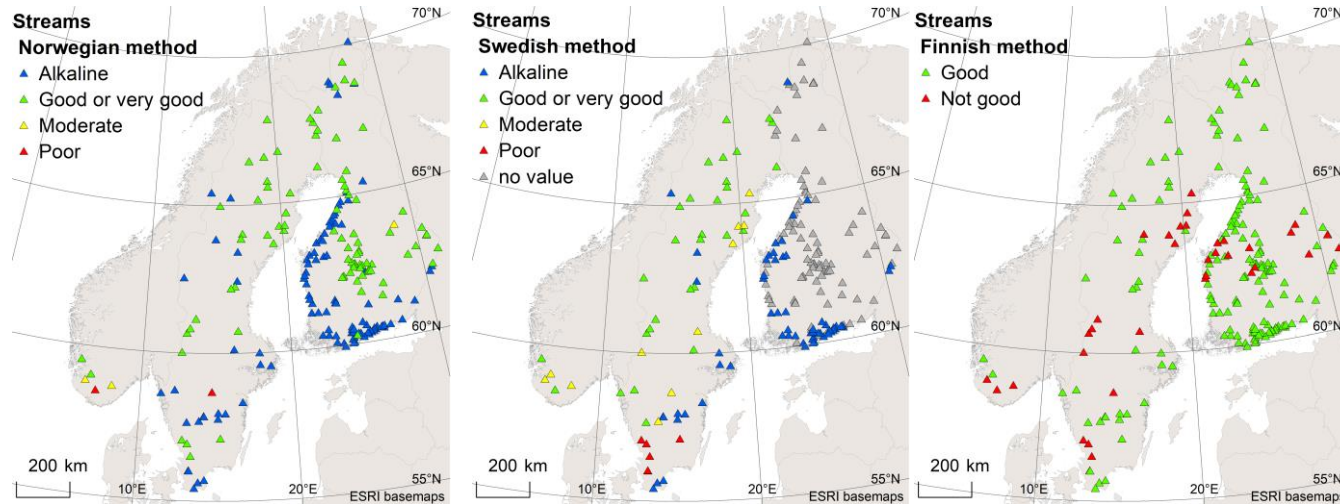 Streams
Norwegian method
Alkaline
Good or very good
Moderate
Poor
70°N
65°N
60°N
55°N
200 km
10°E
20°E
ESRI basemaps
Streams
Swedish method
Alkaline
Good or very good
Moderate
Poor
no value
70°N
65°N
60°N
55°N
200 km
10°E
20°E
ESRI basemaps
Streams
Finnish method
Good
Not good
70°N
65°N
60°N
55°N
200 km
10°E
20°E
ESRI basemaps